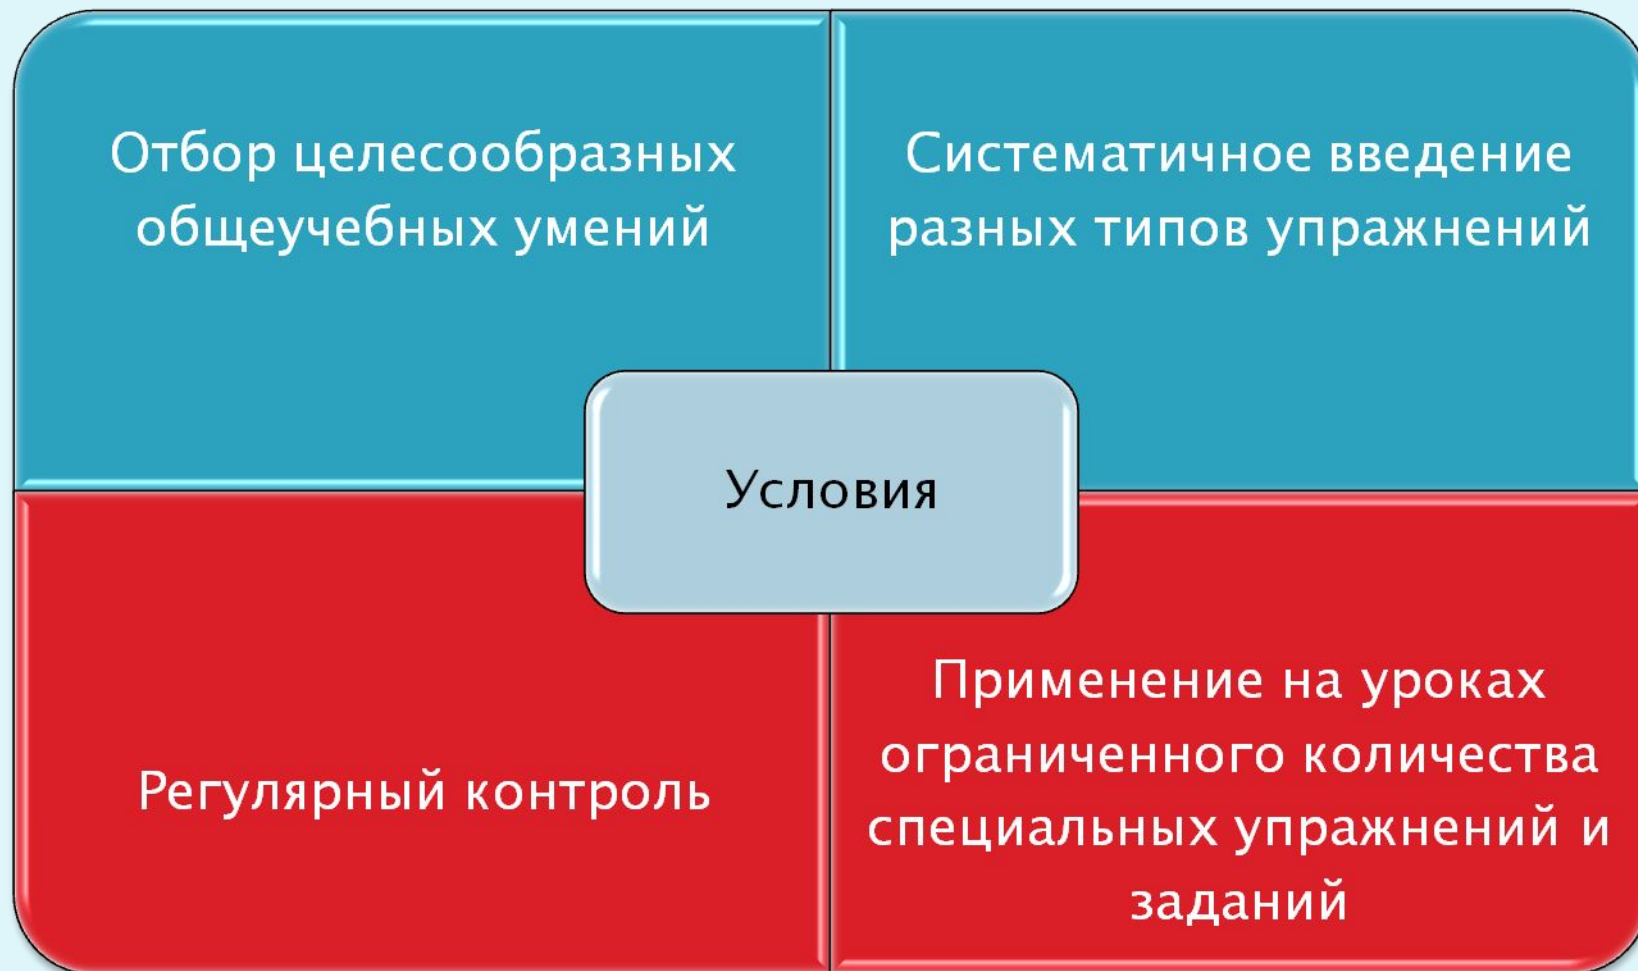 Отбор целесообразных
общеучебных умений
Систематичное введение
разных типов упражнений
Условия
Регулярный контроль
Применение на уроках
ограниченного количества
специальных упражнений и
заданий